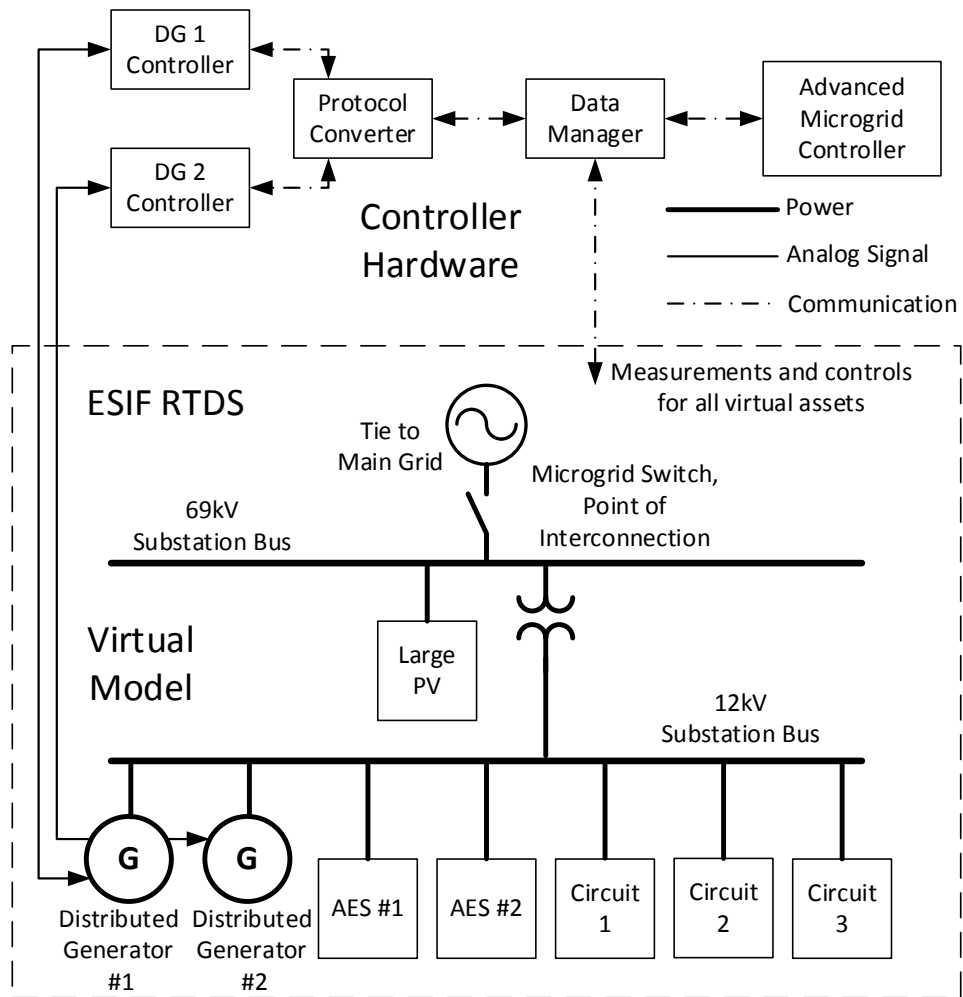 DG 1
Controller
Protocol
Converter
Data
Manager
Advanced
Microgrid
Controller
DG 2
Controller
Controller
Hardware
Power
Analog Signal
Communication
ESIF RTDS
Measurements and controls
for all virtual assets
Tie to
Main Grid
Microgrid Switch,
Point of
Interconnection
69kV
Substation Bus
Virtual
Model
Large
PV
12kV
Substation Bus
G
G
AES #1
AES #2
Circuit
1
Circuit
2
Circuit
3
Distributed
Generator
#1
Distributed
Generator
#2